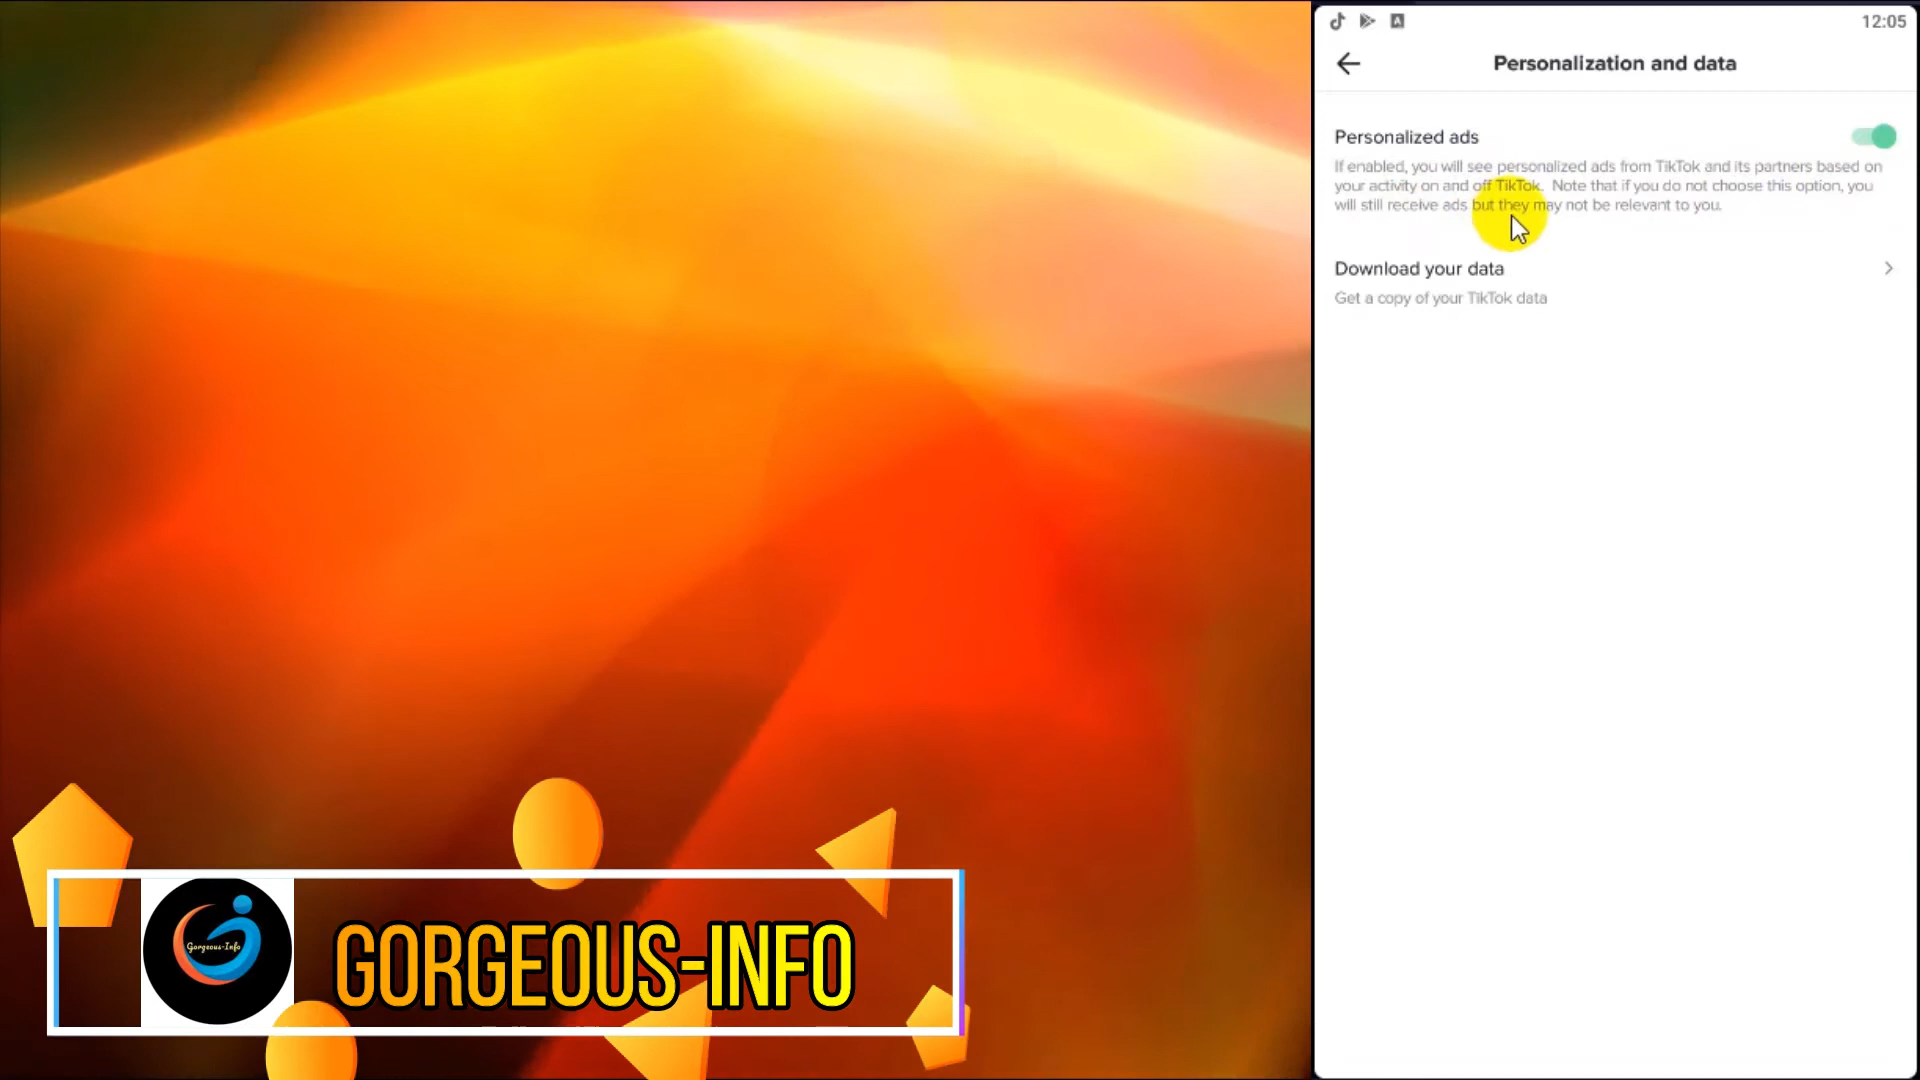 12:05
Personalization and data
Personalized ads
If enabled, you will see personalized ads from TikTok and its partners based on
your activity on and off TikTok. Note that if you do not choose this option, you
will still receive ads but they may not be relevant to you.
Download your data
Get a copy of your TikTok data
Gorgeous-Info
GORGEOUS-INFO